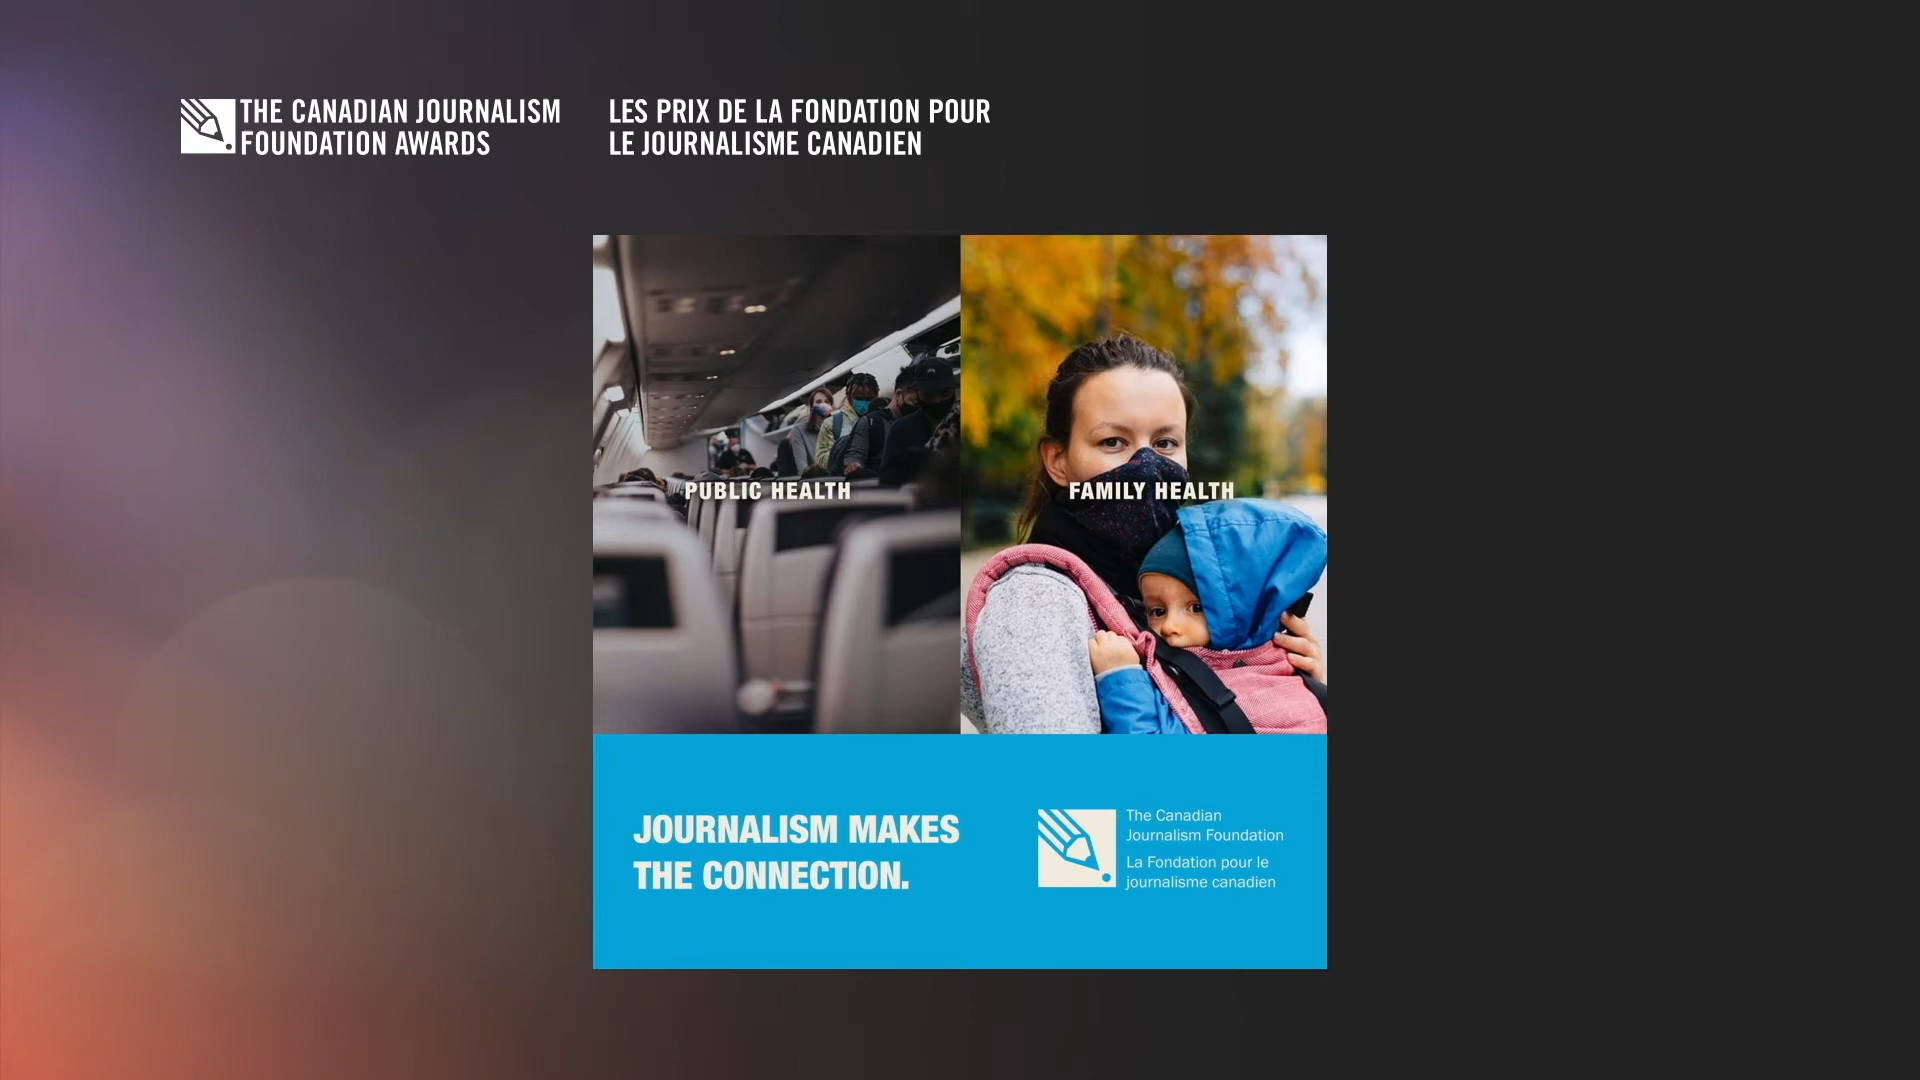 THE CANADIAN JOURNALISM
FOUNDATION AWARDS
LES PRIX DE LA FONDATION POUR
LE JOURNALISME CANADIEN
PUBLIC HEALTH
FAMILY HEALTH
JOURNALISM MAKES
THE CONNECTION.
The Canadian
Journalism Foundation
La Fondation pour le
journalisme canadien